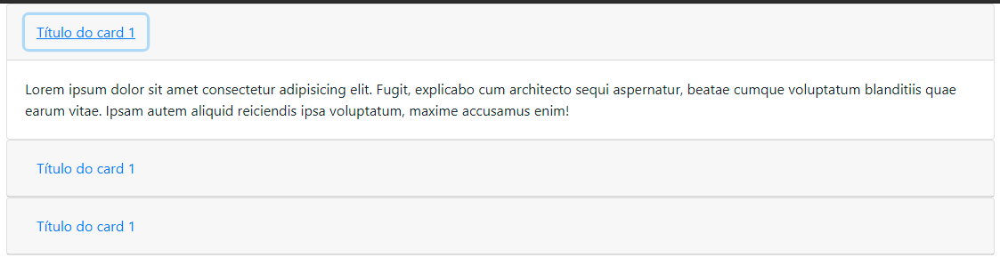 Título do card 1
Lorem ipsum dolor sit amet consectetur adipisicing elit. Fugit, explicabo cum architecto sequi aspernatur, beatae cumque voluptatum blanditiis quae
earum vitae. Ipsam autem aliquid reiciendis ipsa voluptatum, maxime accusamus enim!
Título do card 1
Título do card 1